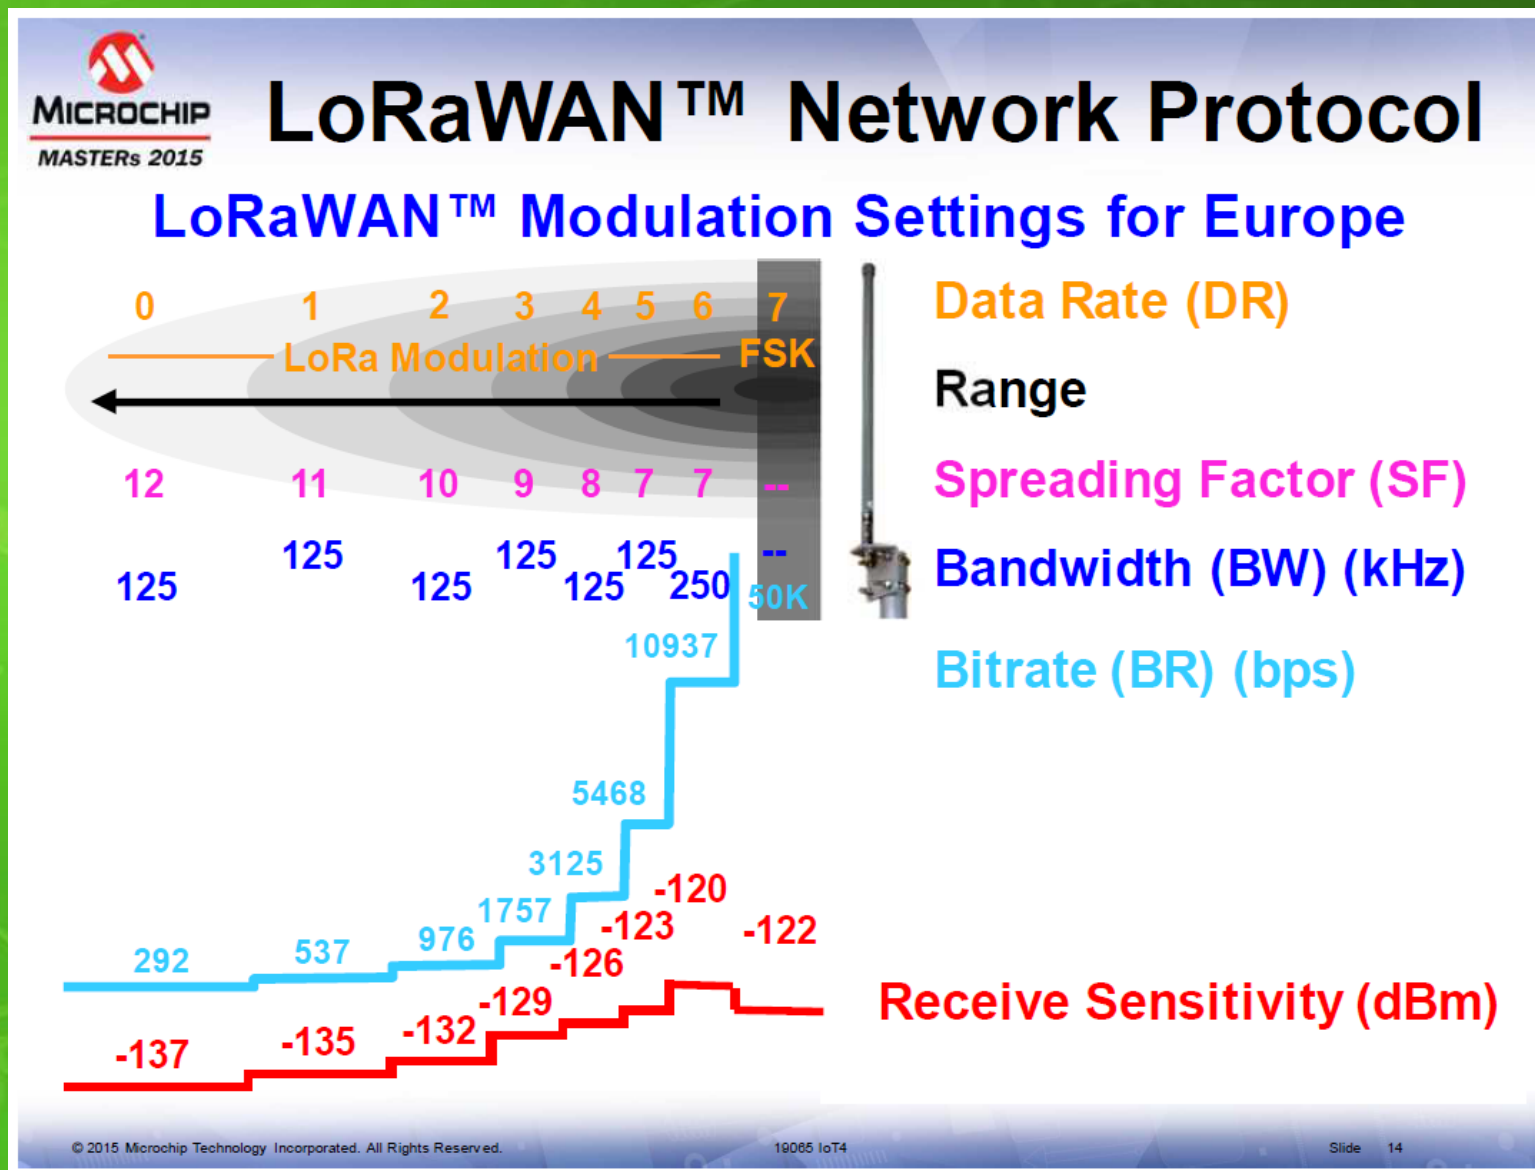 MICROCHIP
MASTERs 2015
LoRaWAN™ Network Protocol
LoRaWAN™ Modulation Settings for Europe
0 1 2 3 4 5 6 7
Data Rate (DR)
LoRa Modulation FSK
Range
12 11 10 9 8 7 7 --
Spreading Factor (SF)
125 125 125 125 125 125 250 --
Bandwidth (BW) (kHz)
292 537 976 1757 3125 5468 10937 50K
Bitrate (BR) (bps)
-137 -135 -132 -129 -126 -123 -120 -122
Receive Sensitivity (dBm)
© 2015 Microchip Technology Incorporated. All Rights Reserved.
19065 IoT4
Slide 14